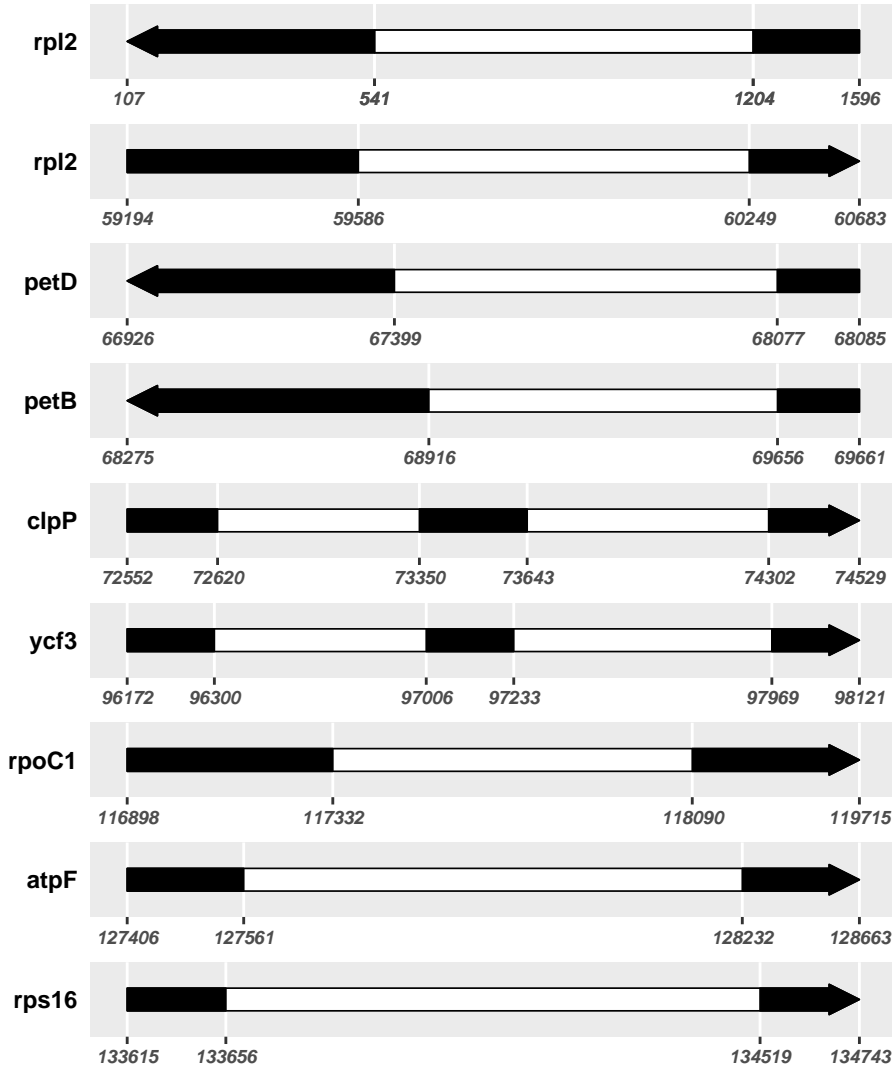 rpl2
107 541 1204 1596
rpl2
59194 59586 60249 60683
petD
66926 67399 68077 68085
petB
68275 68916 69656 69661
clpP
72552 72620 73350 73643 74302 74529
ycf3
96172 96300 97006 97233 97969 98121
rpoC1
116898 117332 118090 119715
atpF
127406 127561 128232 128663
rps16
133615 133656 134519 134743